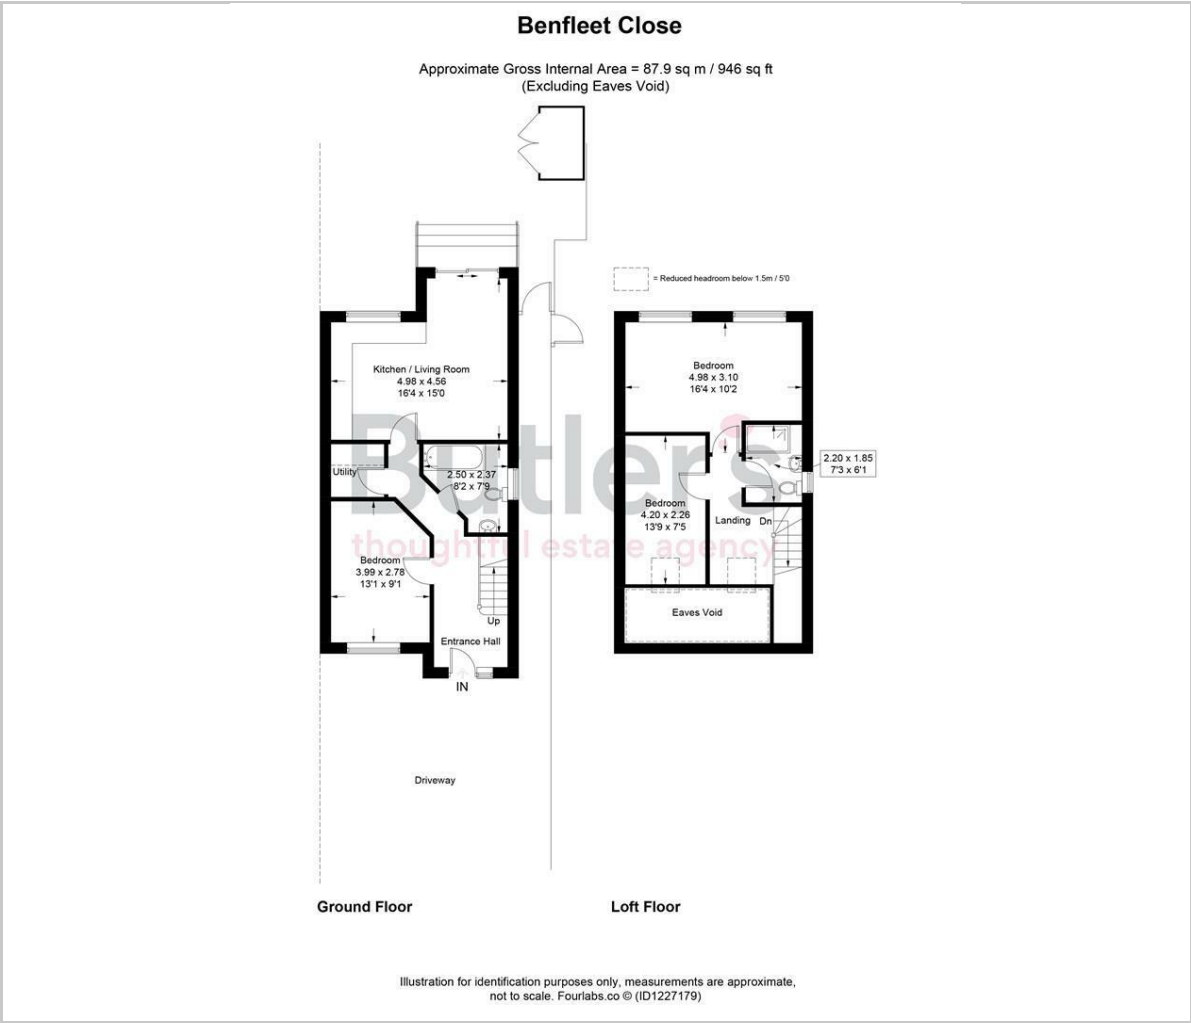 Benfleet Close
Approximate Gross Internal Area = 87.9 sq m / 946 sq ft
(Excluding Eaves Void)
= Reduced headroom below 1.5m / 5'0
Kitchen / Living Room
4.98 x 4.56
16'4 x 15'0
Bedroom
4.98 x 3.10
16'4 x 10'2
Butler's
thoughtful estate agency
Utility
2.50 x 2.37
8'2 x 7'9
2.20 x 1.85
7'3 x 6'1
Bedroom
4.20 x 2.26
13'9 x 7'5
Landing
Dn
Bedroom
3.99 x 2.78
13'1 x 9'1
Up
Eaves Void
Entrance Hall
IN
Driveway
Ground Floor
Loft Floor
Illustration for identification purposes only, measurements are approximate,
not to scale. Fourlabs.co © (ID1227179)